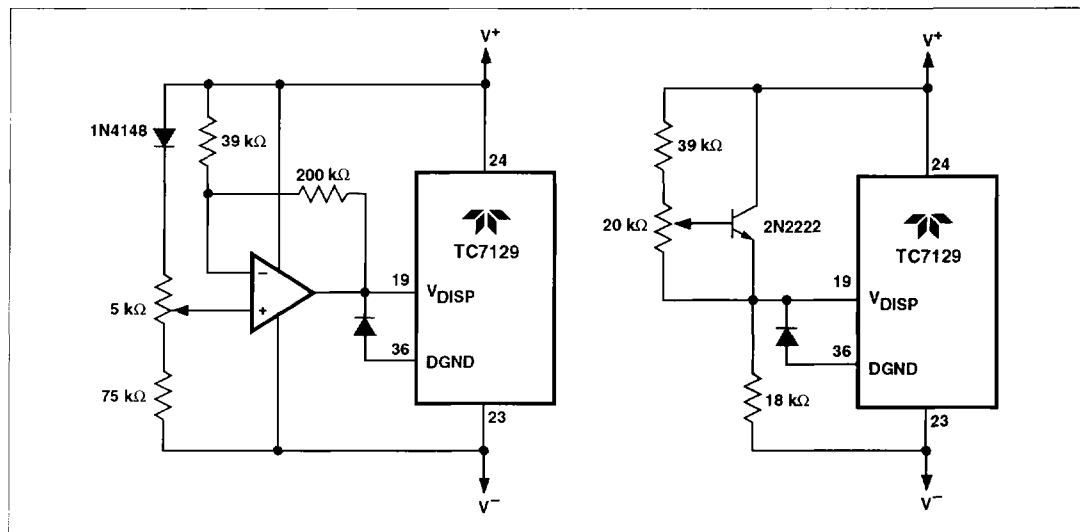 V+
1N4148
39 kΩ
200 kΩ
24
TC7129
5 kΩ
19
VDISP
36
DGND
75 kΩ
23
V−
V+
39 kΩ
24
20 kΩ
2N2222
TC7129
19
VDISP
36
DGND
18 kΩ
23
V−